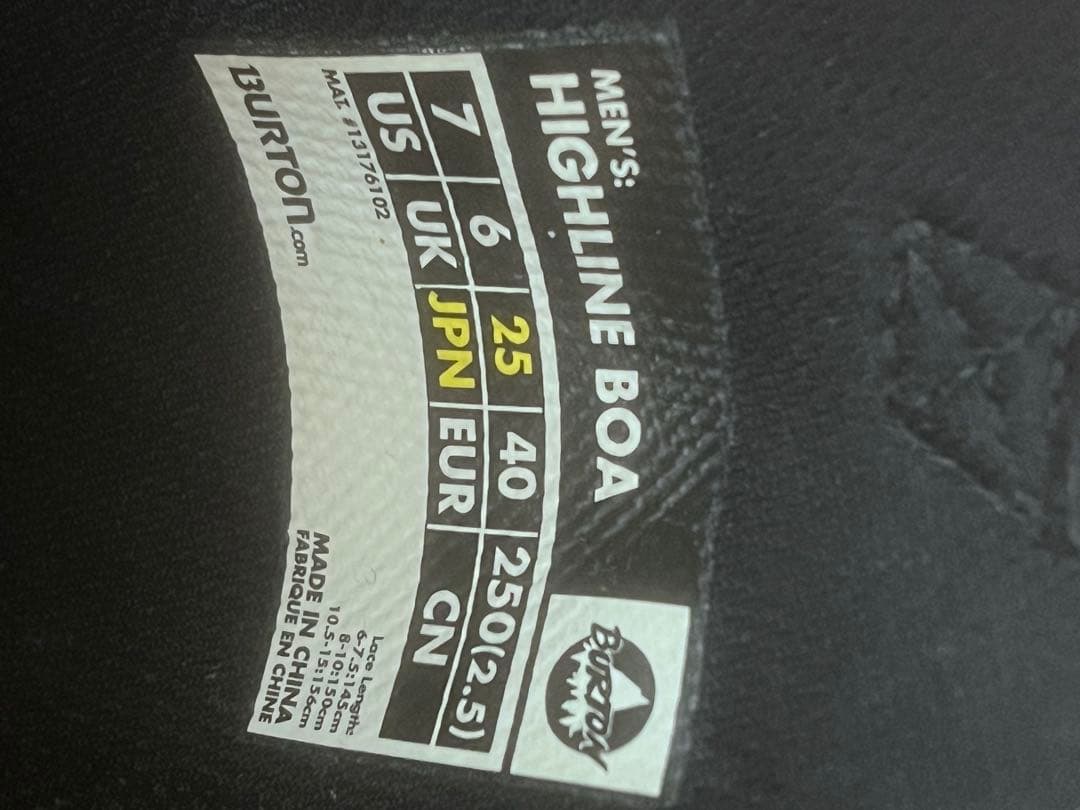 MEN'S:
HIGHLINE BOA
BURTON
7 6 25 40 250(2.5)
US UK JPN EUR CN
MAT. #13176102
Lace Lengths:
6-7.5:145cm
8-10:150cm
10.5-15:156cm
BURTON.com
MADE IN CHINA
FABRIQUE EN CHINE